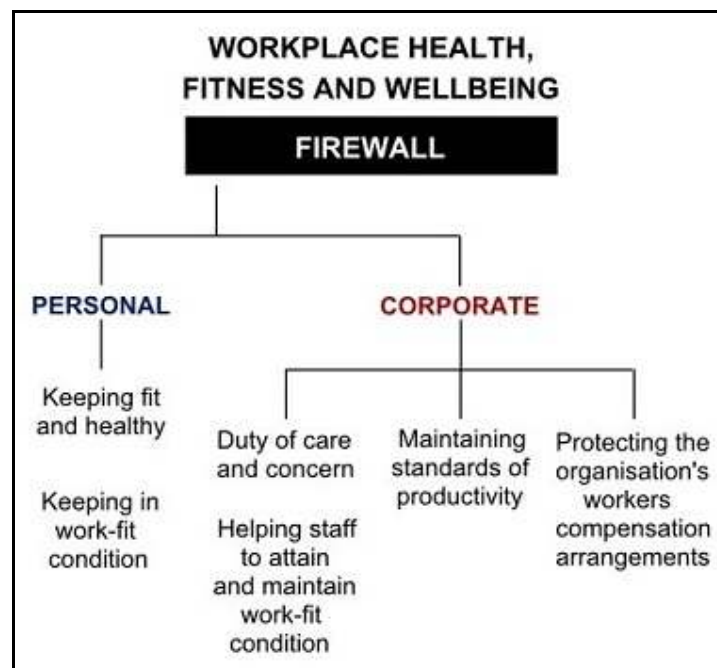 WORKPLACE HEALTH,
FITNESS AND WELLBEING
FIREWALL
PERSONAL
Keeping fit
and healthy
Keeping in
work-fit
condition
CORPORATE
Duty of care
and concern
Helping staff
to attain
and maintain
work-fit
condition
Maintaining
standards of
productivity
Protecting the
organisation's
workers
compensation
arrangements